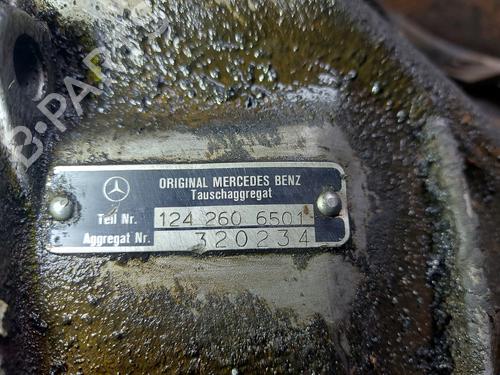 B-PARTS
ORIGINAL MERCEDES BENZ
Tauschaggregat
Teil Nr. 124 260 6501
Aggregat Nr. 320234